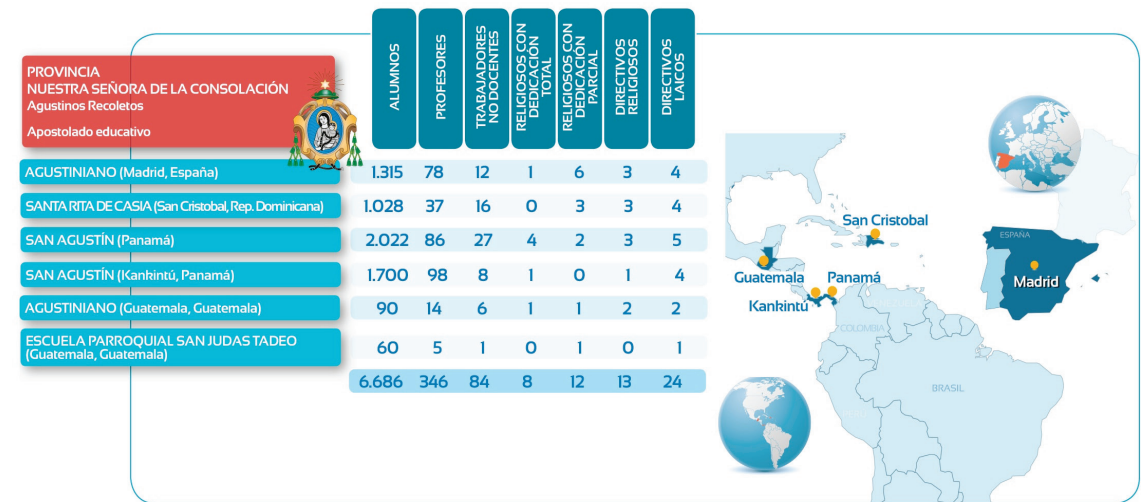 PROVINCIA
NUESTRA SEÑORA DE LA CONSOLACIÓN
Agustinos Recoletos
Apostolado educativo
ALUMNOS
PROFESORES
TRABAJADORES
NO DOCENTES
RELIGIOSOS CON
DEDICACIÓN
TOTAL
RELIGIOSOS CON
DEDICACIÓN
PARCIAL
DIRECTIVOS
RELIGIOSOS
DIRECTIVOS
LAICOS
AGUSTINIANO (Madrid, España) 1.315 78 12 1 6 3 4
SANTA RITA DE CASIA (San Cristobal, Rep. Dominicana) 1.028 37 16 0 3 3 4
SAN AGUSTÍN (Panamá) 2.022 86 27 4 2 3 5
SAN AGUSTÍN (Kankintú, Panamá) 1.700 98 8 1 0 1 4
AGUSTINIANO (Guatemala, Guatemala) 90 14 6 1 1 2 2
ESCUELA PARROQUIAL SAN JUDAS TADEO
(Guatemala, Guatemala) 60 5 1 0 1 0 1
6.686 346 84 8 12 13 24
San Cristobal
Guatemala
Panamá
Kankintú
COLOMBIA
BRASIL
ESPAÑA
Madrid